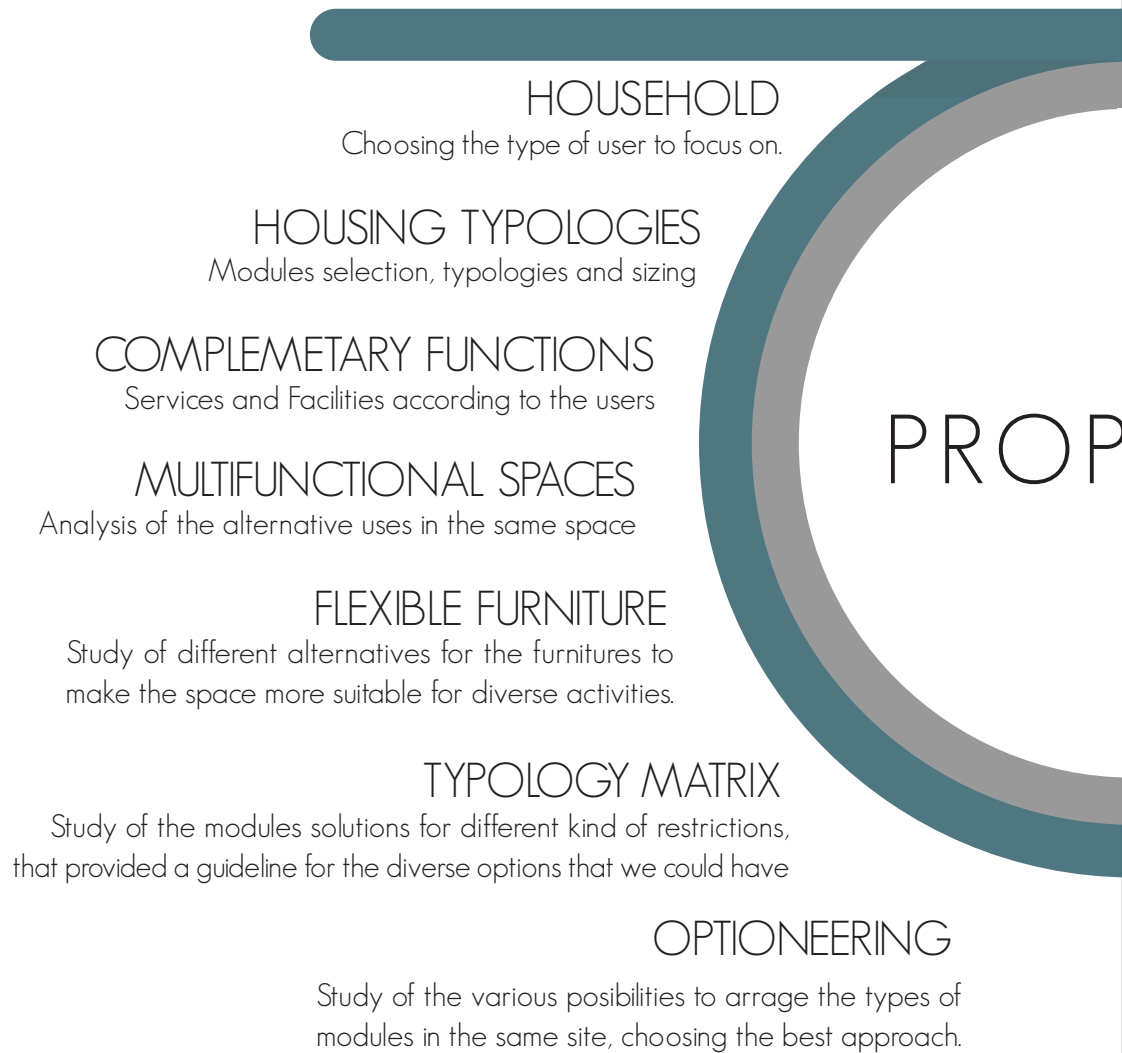 HOUSEHOLD
Choosing the type of user to focus on.
HOUSING TYPOLOGIES
Modules selection, typologies and sizing
COMPLEMETARY FUNCTIONS
Services and Facilities according to the users
MULTIFUNCTIONAL SPACES
Analysis of the alternative uses in the same space
PROP
FLEXIBLE FURNITURE
Study of different alternatives for the furnitures to
make the space more suitable for diverse activities.
TYPOLOGY MATRIX
Study of the modules solutions for different kind of restrictions,
that provided a guideline for the diverse options that we could have
OPTIONEERING
Study of the various posibilities to arrage the types of
modules in the same site, choosing the best approach.